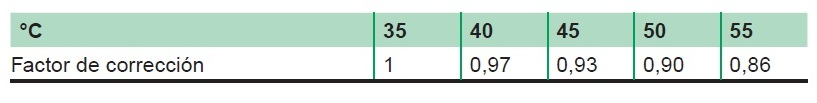 °C 35 40 45 50 55
Factor de corrección 1 0,97 0,93 0,90 0,86